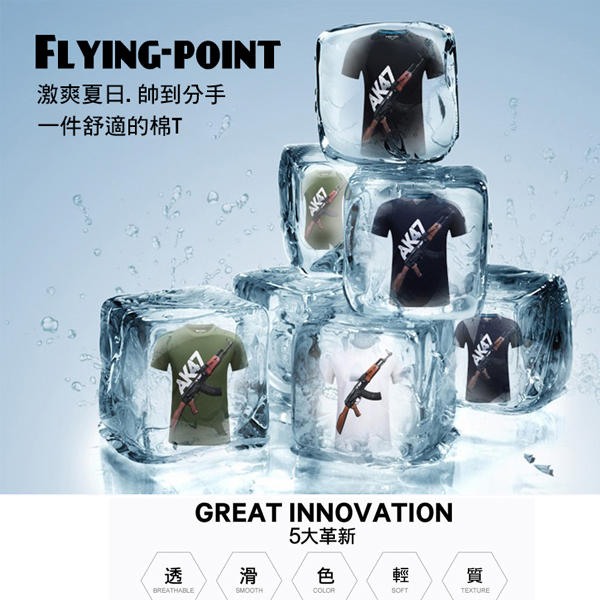 FLYING-POINT
激爽夏日. 帥到分手
一件舒適的棉T
AK47
AK47
AK47
AK47
AK47
GREAT INNOVATION
5大革新
透 滑 色 輕 質
BREATHABLE SMOOTH COLOR SOFT TEXTURE